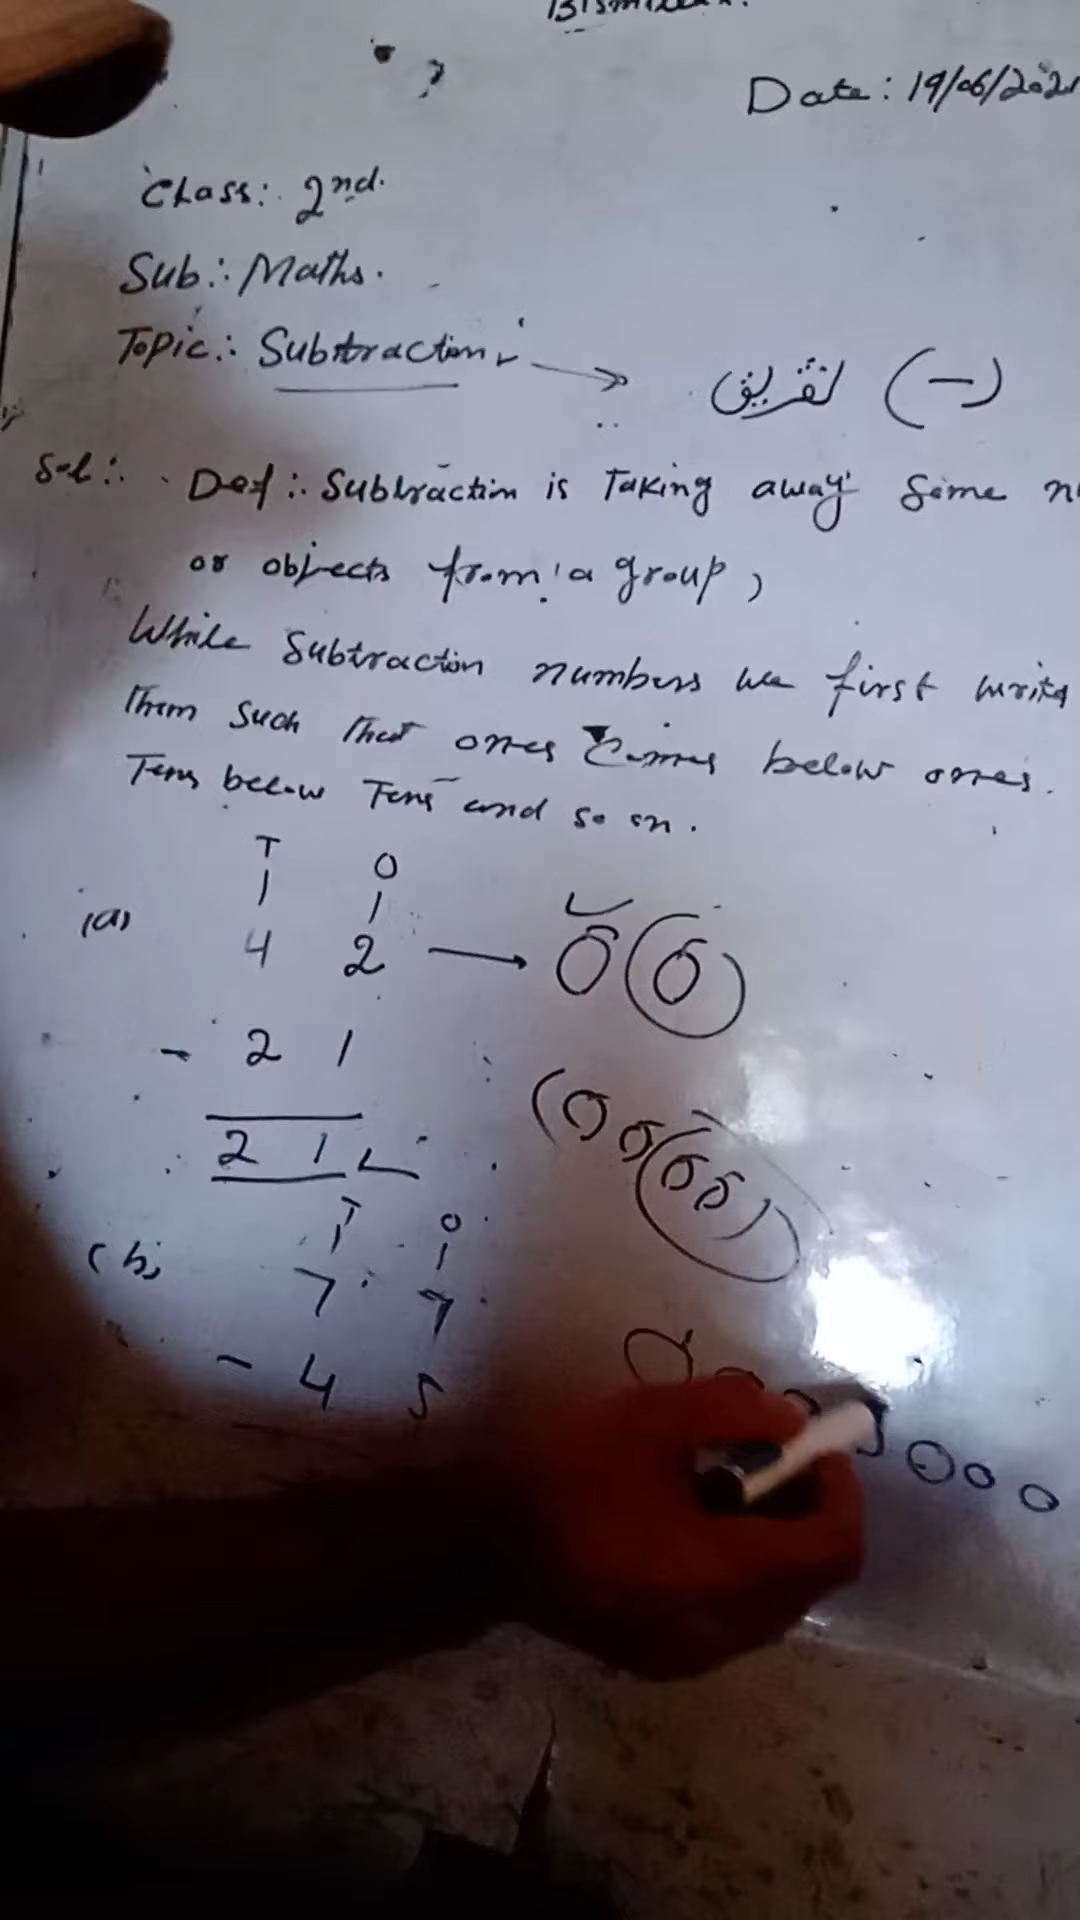 Date: 19/06/2021
Class: 2nd.
Sub: Maths.
Topic: Subtraction → تفریق (-)
Sol: Def: Subtraction is Taking away Some
or objects from a group,
While Subtraction numbers we first write
Them Such That ones Comes below ones.
Tens below Tens and so on.
T O
(a) 4 2 →
- 2 1
2 1
T O
(b) 7 7
- 4 5